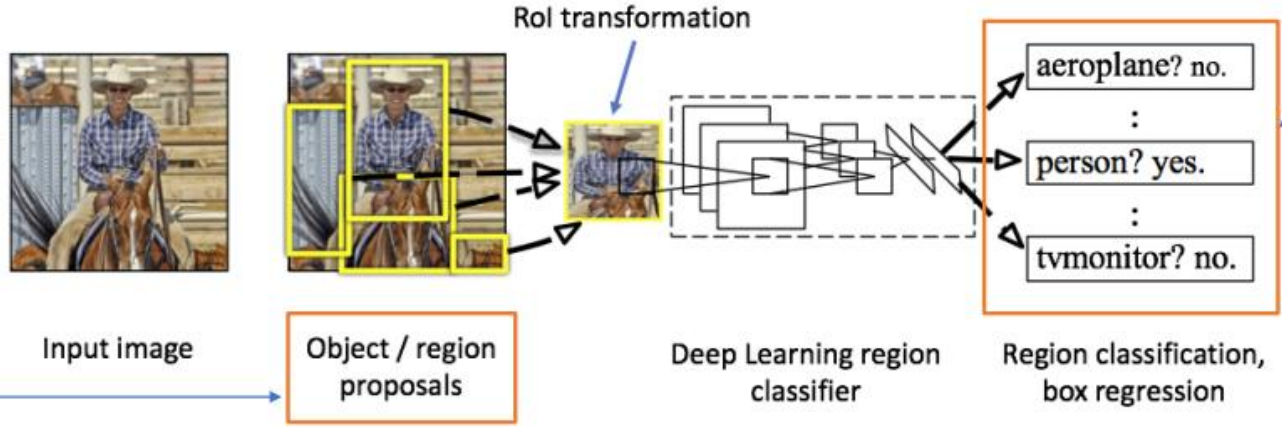 RoI transformation
aeroplane? no.
:
person? yes.
:
tvmonitor? no.
Input image
Object / region
proposals
Deep Learning region
classifier
Region classification,
box regression